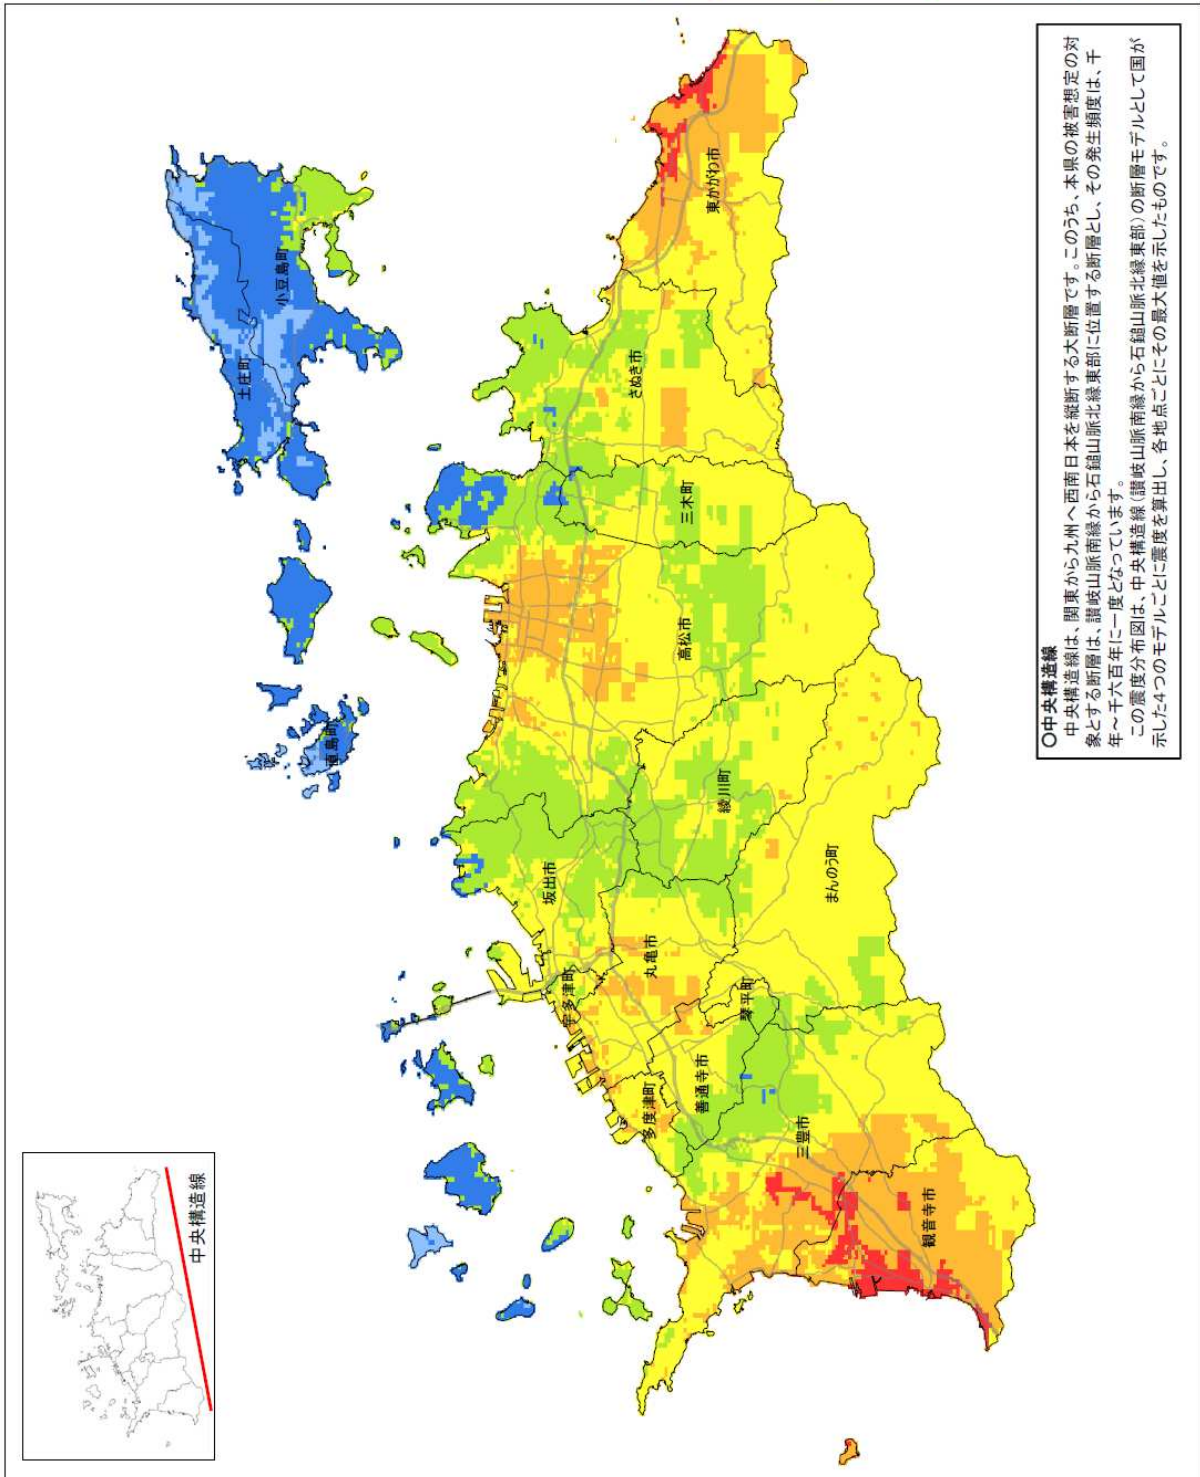 中央構造線
土庄町
小豆島町
直島町
東かがわ市
さぬき市
三木町
高松市
綾川町
坂出市
宇多津町
丸亀市
まんのう町
琴平町
善通寺市
多度津町
三豊市
観音寺市
○中央構造線
中央構造線は、関東から九州へ西南日本を縦断する大断層です。このうち、本県の被害想定の対
象とする断層は、讃岐山脈南縁から石鎚山脈北縁東部に位置する断層とし、その発生頻度は、千
年～千六百年に一度となっています。
この震度分布図は、中央構造線(讃岐山脈南縁から石鎚山脈北縁東部)の断層モデルとして国が
示した4つのモデルごとに震度を算出し、各地点ごとにその最大値を示したものです。